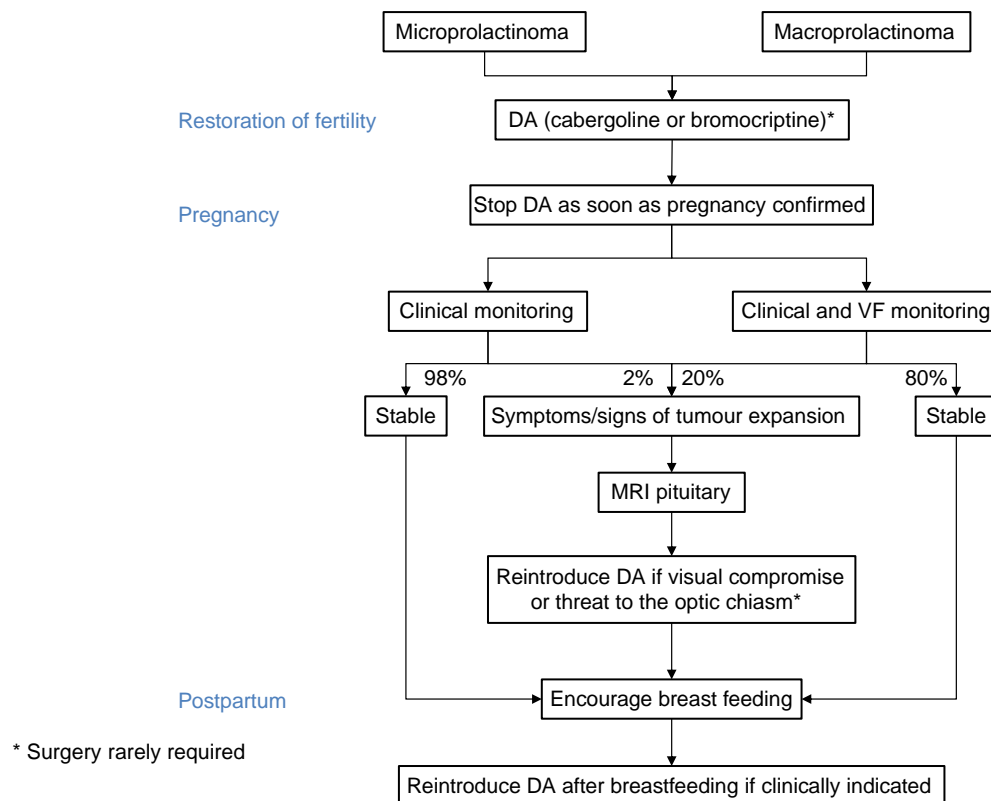 Microprolactinoma
Macroprolactinoma
Restoration of fertility
DA (cabergoline or bromocriptine)*
Pregnancy
Stop DA as soon as pregnancy confirmed
Clinical monitoring
Clinical and VF monitoring
98%
2%
20%
80%
Stable
Symptoms/signs of tumour expansion
Stable
MRI pituitary
Reintroduce DA if visual compromise
or threat to the optic chiasm*
Postpartum
Encourage breast feeding
* Surgery rarely required
Reintroduce DA after breastfeeding if clinically indicated